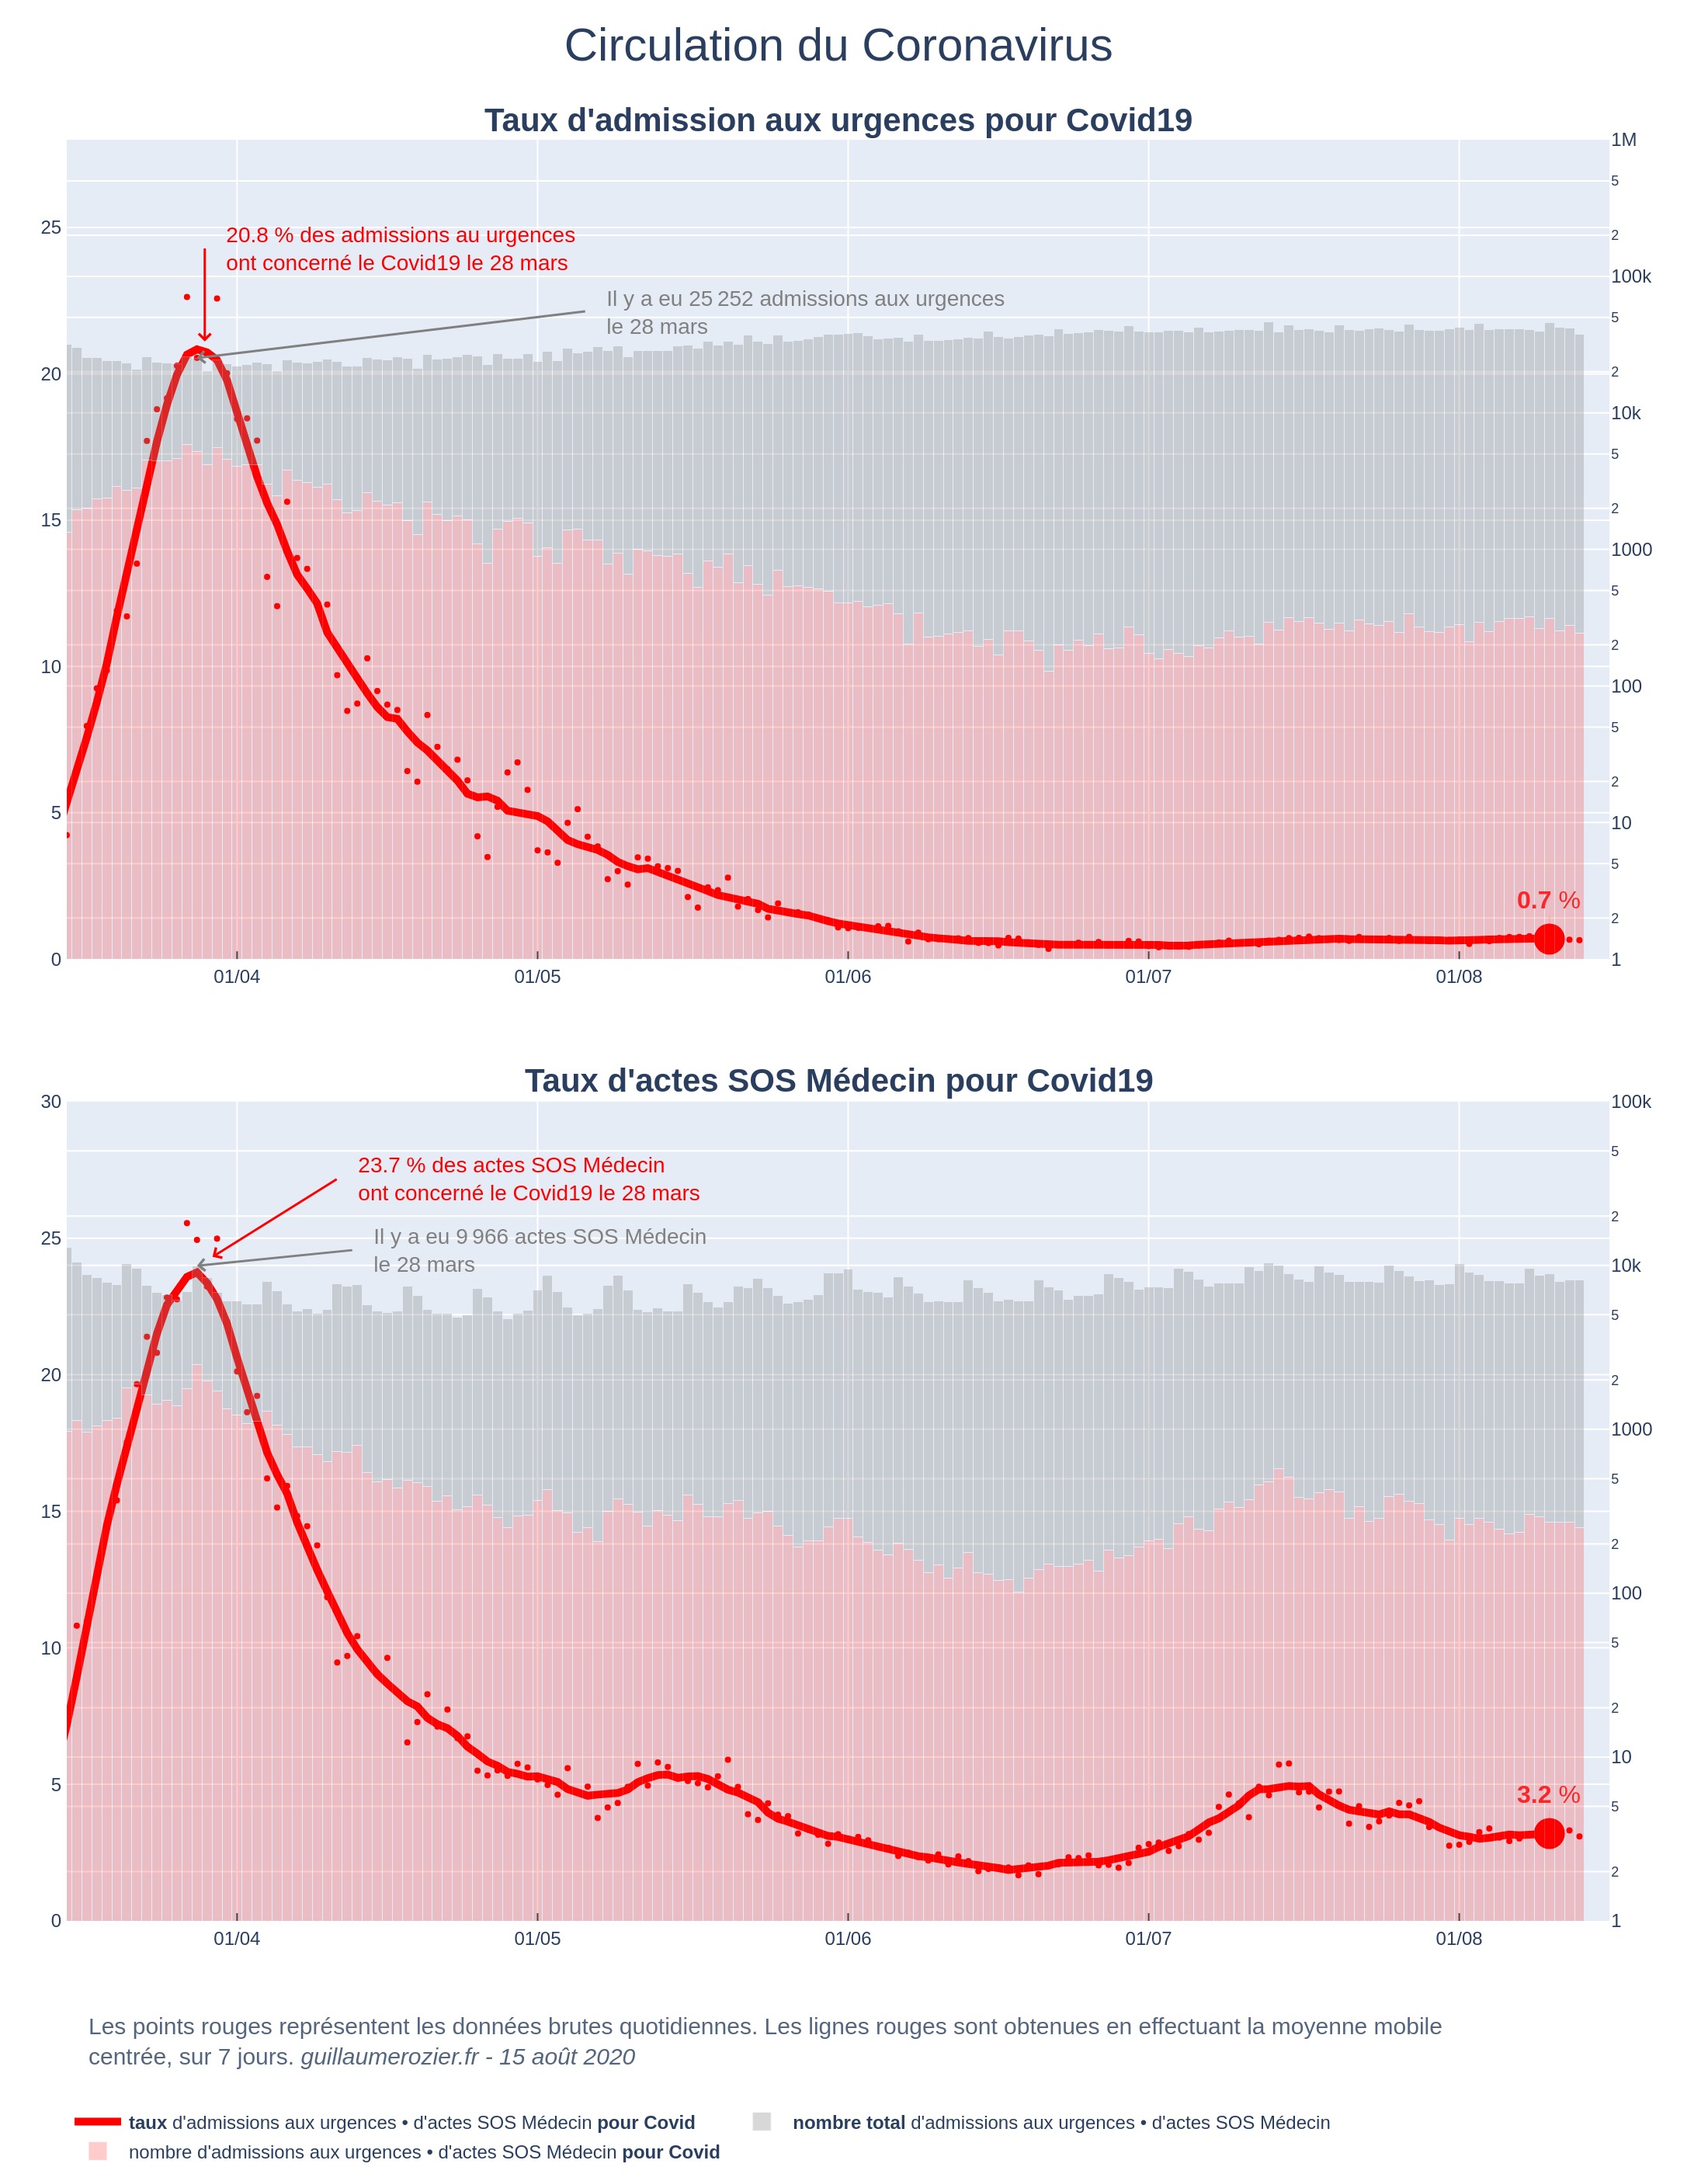 Circulation du Coronavirus
Taux d'admission aux urgences pour Covid19
1M
5
25
2
20.8 % des admissions au urgences
ont concerné le Covid19 le 28 mars
100k
Il y a eu 25 252 admissions aux urgences
le 28 mars
5
20
2
10k
5
15
2
1000
5
10
2
100
5
5
2
10
5
0.7 %
2
0
1
01/04
01/05
01/06
01/07
01/08
Taux d'actes SOS Médecin pour Covid19
30
100k
5
23.7 % des actes SOS Médecin
ont concerné le Covid19 le 28 mars
2
25
Il y a eu 9 966 actes SOS Médecin
le 28 mars
10k
5
20
2
1000
5
15
2
100
10
5
2
10
5
3.2 %
5
2
0
1
01/04
01/05
01/06
01/07
01/08
Les points rouges représentent les données brutes quotidiennes. Les lignes rouges sont obtenues en effectuant la moyenne mobile
centrée, sur 7 jours. guillaumerozier.fr - 15 août 2020
taux d'admissions aux urgences • d'actes SOS Médecin pour Covid
nombre total d'admissions aux urgences • d'actes SOS Médecin
nombre d'admissions aux urgences • d'actes SOS Médecin pour Covid